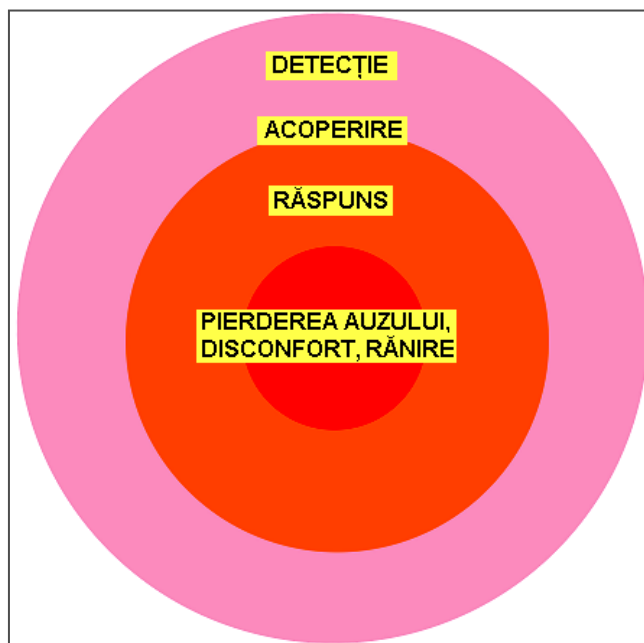 DETECȚIE
ACOPERIRE
RĂSPUNS
PIERDEREA AUZULUI,
DISCONFORT, RĂNIRE